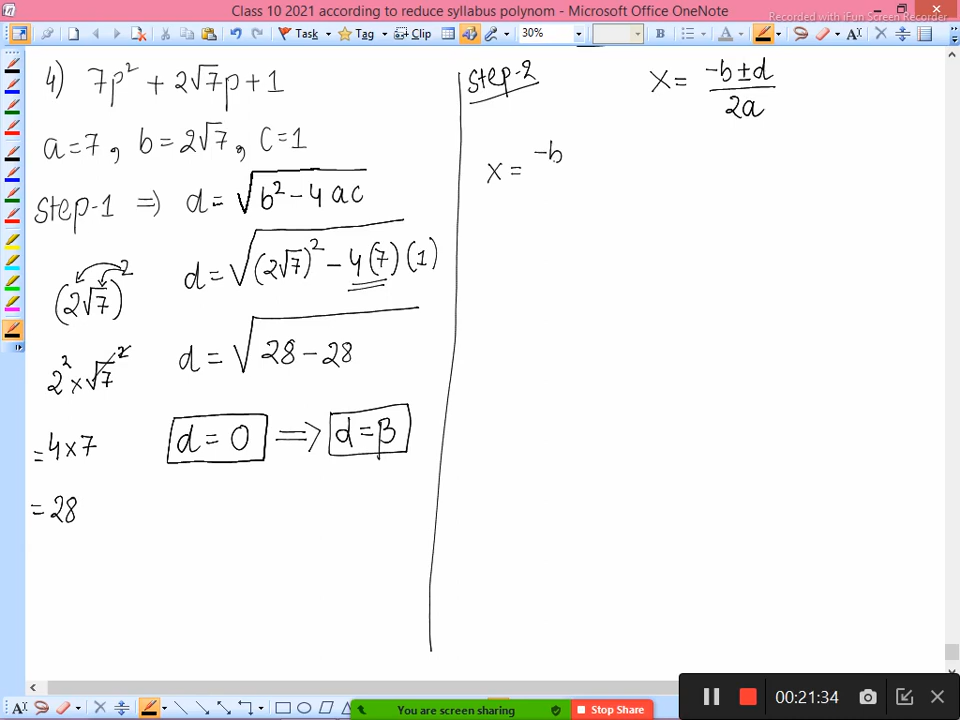 Class 10 2021 according to reduce syllabus polynom - Microsoft Office OneNote
Recorded with iFun Screen Recorder
Task Tag Clip 30% B A
4) 7p² + 2√7p + 1
a = 7, b = 2√7, C = 1
Step-1 => d = √b² - 4ac
d = √(2√7)² - 4(7)(1)
(2√7)²
d = √28 - 28
2² × √7²
d = 0 => d = β
= 4 × 7
= 28
Step-2 X = -b ± d / 2a
X = -b
00:21:34
You are screen sharing Stop Share